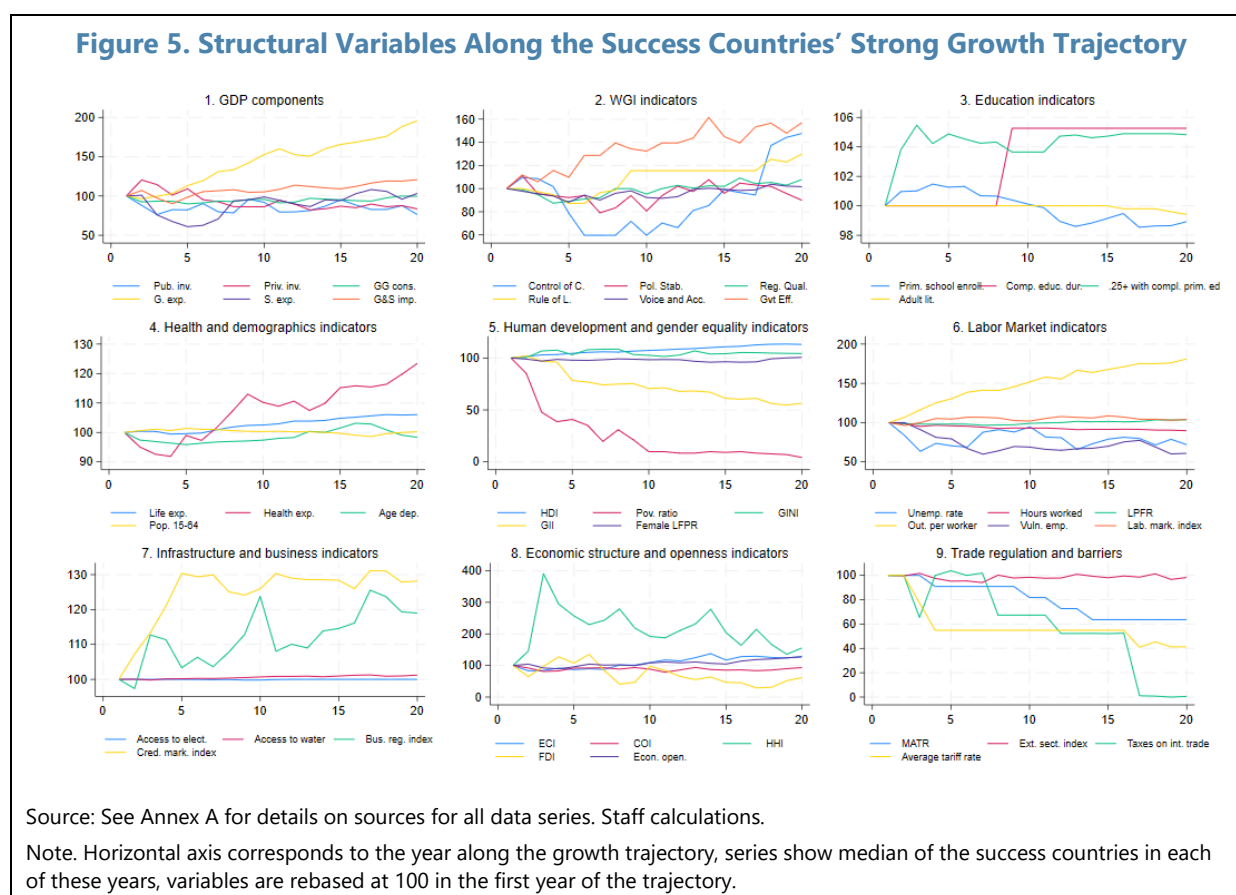 Figure 5. Structural Variables Along the Success Countries' Strong Growth Trajectory
1. GDP components
200
150
100
50
0 5 10 15 20
Pub. inv. Priv. inv. GG cons.
G. exp. S. exp. G&S imp.
2. WGI indicators
160
140
120
100
80
60
0 5 10 15 20
Control of C. Pol. Stab. Reg. Qual.
Rule of L. Voice and Acc. Gvt Eff.
3. Education indicators
106
104
102
100
98
0 5 10 15 20
Prim. school enroll. Comp. educ. dur. .25+ with compl. prim. ed
Adult lit.
4. Health and demographics indicators
130
120
110
100
90
0 5 10 15 20
Life exp. Health exp. Age dep.
Pop. 15-64
5. Human development and gender equality indicators
100
50
0
0 5 10 15 20
HDI Pov. ratio GINI
GII Female LFPR
6. Labor Market indicators
200
150
100
50
0 5 10 15 20
Unemp. rate Hours worked LPFR
Out. per worker Vuln. emp. Lab. mark. index
7. Infrastructure and business indicators
130
120
110
100
0 5 10 15 20
Access to elect. Access to water Bus. reg. index
Cred. mark. index
8. Economic structure and openness indicators
400
300
200
100
0
0 5 10 15 20
ECI COI HHI
FDI Econ. open.
9. Trade regulation and barriers
100
80
60
40
20
0
0 5 10 15 20
MATR Ext. sect. index Taxes on int. trade
Average tariff rate
Source: See Annex A for details on sources for all data series. Staff calculations.
Note. Horizontal axis corresponds to the year along the growth trajectory, series show median of the success countries in each
of these years, variables are rebased at 100 in the first year of the trajectory.